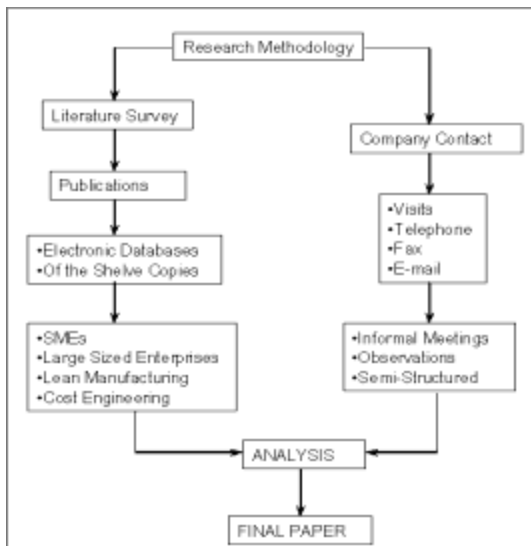 Research Methodology
Literature Survey
Company Contact
Publications
•Visits
•Telephone
•Fax
•E-mail
•Electronic Databases
•Of the Shelve Copies
•SMEs
•Large Sized Enterprises
•Lean Manufacturing
•Cost Engineering
•Informal Meetings
•Observations
•Semi-Structured
ANALYSIS
FINAL PAPER